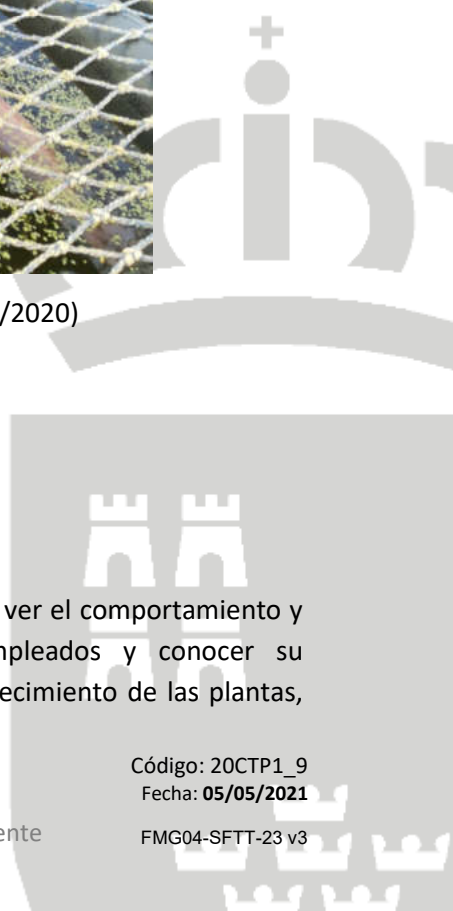 /2020)
ver el comportamiento y
mpleados y conocer su
ecimiento de las plantas,
Código: 20CTP1_9
Fecha: 05/05/2021
ente
FMG04-SFTT-23 v3